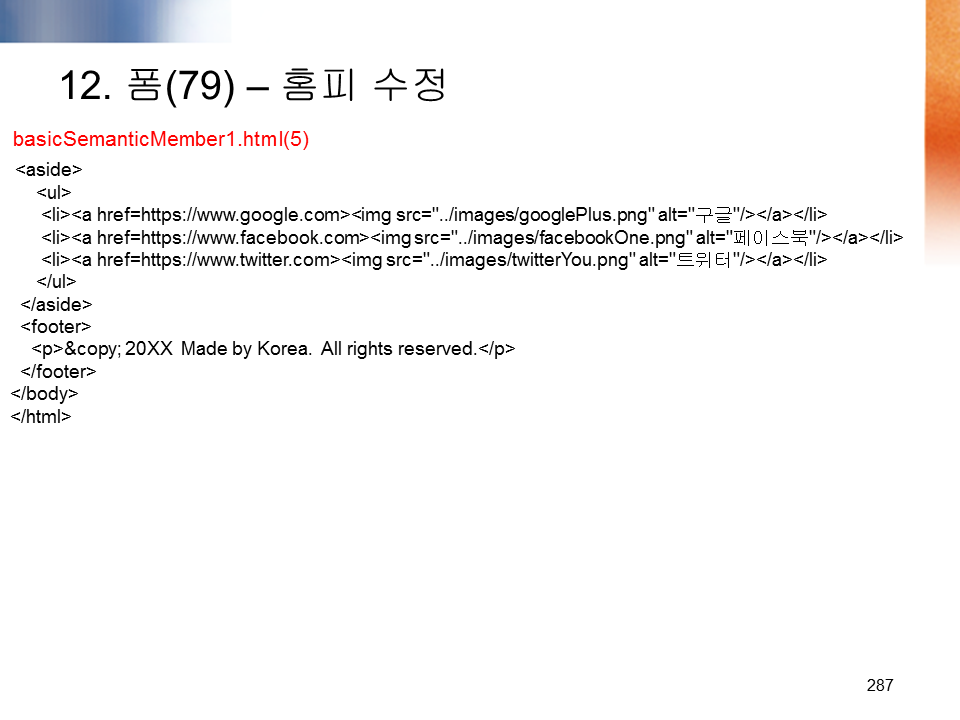 12. 폼(79) – 홈피 수정
basicSemanticMember1.html(5)
<aside>
<ul>
<li><a href=https://www.google.com><img src="../images/googlePlus.png" alt="구글"/></a></li>
<li><a href=https://www.facebook.com><img src="../images/facebookOne.png" alt="페이스북"/></a></li>
<li><a href=https://www.twitter.com><img src="../images/twitterYou.png" alt="트위터"/></a></li>
</ul>
</aside>
<footer>
<p>&copy; 20XX Made by Korea. All rights reserved.</p>
</footer>
</body>
</html>
287